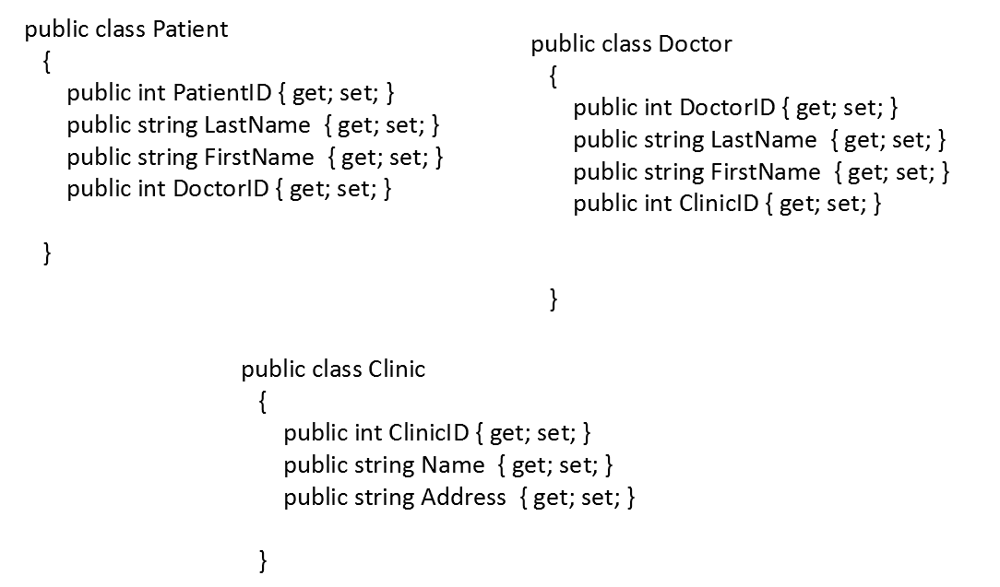 public class Patient
{
public int PatientID { get; set; }
public string LastName  { get; set; }
public string FirstName  { get; set; }
public int DoctorID { get; set; }
}
public class Doctor
{
public int DoctorID { get; set; }
public string LastName  { get; set; }
public string FirstName  { get; set; }
public int ClinicID { get; set; }
}
public class Clinic
{
public int ClinicID { get; set; }
public string Name  { get; set; }
public string Address  { get; set; }
}